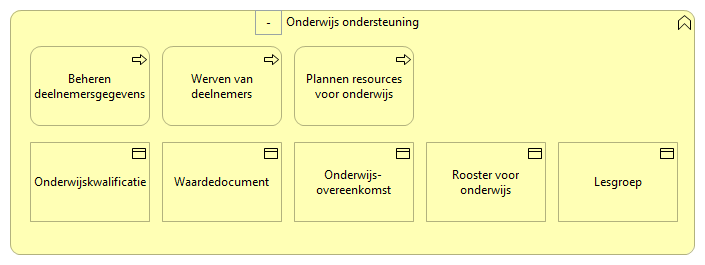 - Onderwijs ondersteuning
Beheren
deelnemersgegevens
Werven van
deelnemers
Plannen resources
voor onderwijs
Onderwijskwalificatie
Waardedocument
Onderwijs-
overeenkomst
Rooster voor
onderwijs
Lesgroep